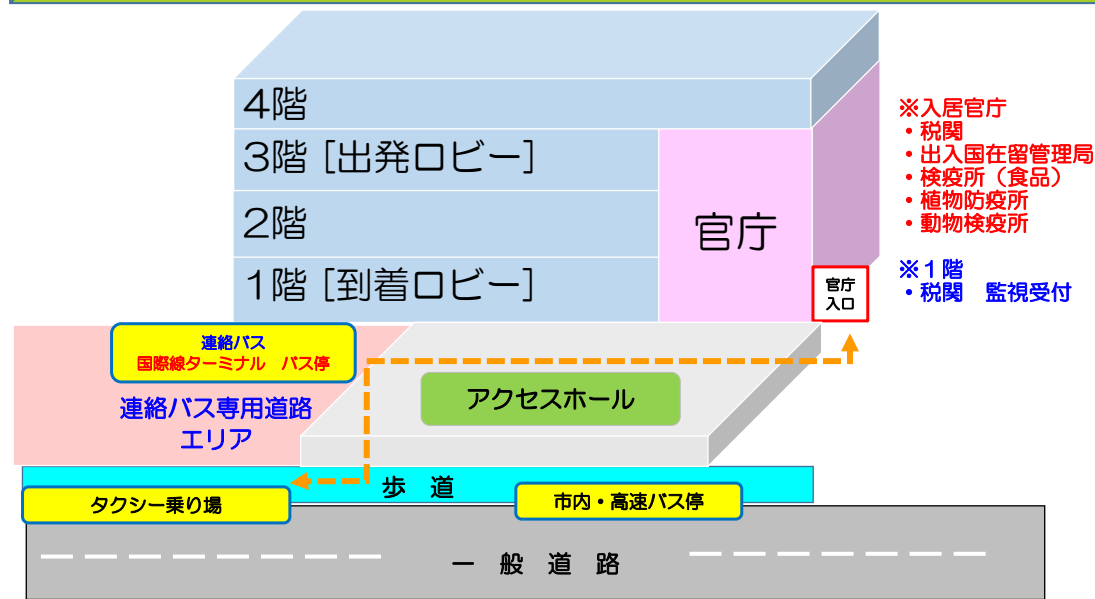 4階
3階 [出発ロビー]
2階
1階 [到着ロビー]
官庁
官庁
入口
※入居官庁
・税関
・出入国在留管理局
・検疫所（食品）
・植物防疫所
・動物検疫所
※１階
・税関　監視受付
連絡バス
国際線ターミナル　バス停
連絡バス専用道路
エリア
アクセスホール
歩　道
タクシー乗り場
市内・高速バス停
一　般　道　路